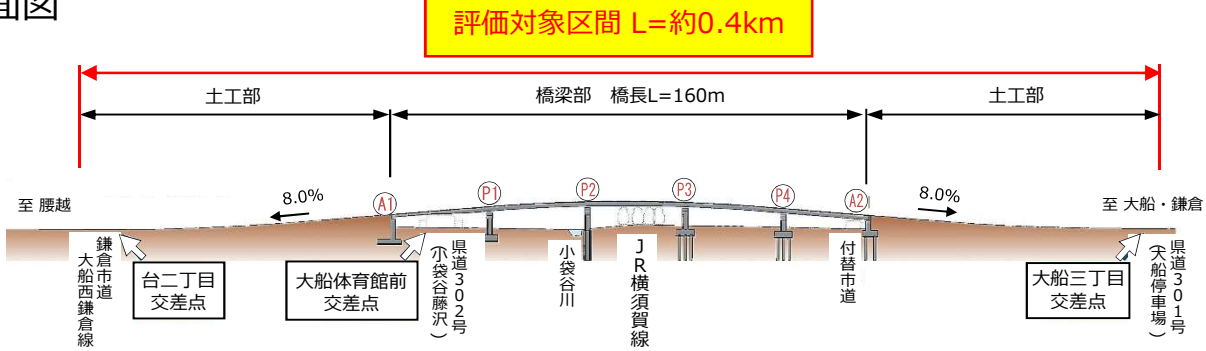 面図
評価対象区間 L=約0.4km
土工部
橋梁部 橋長L=160m
土工部
至 腰越
8.0%
A1
P1
P2
P3
P4
A2
8.0%
至 大船・鎌倉
鎌倉市道
大船西鎌倉線
台二丁目
交差点
大船体育館前
交差点
県道302号
(小袋谷藤沢)
小袋谷川
JR横須賀線
付替市道
大船三丁目
交差点
県道301号
(大船停車場)